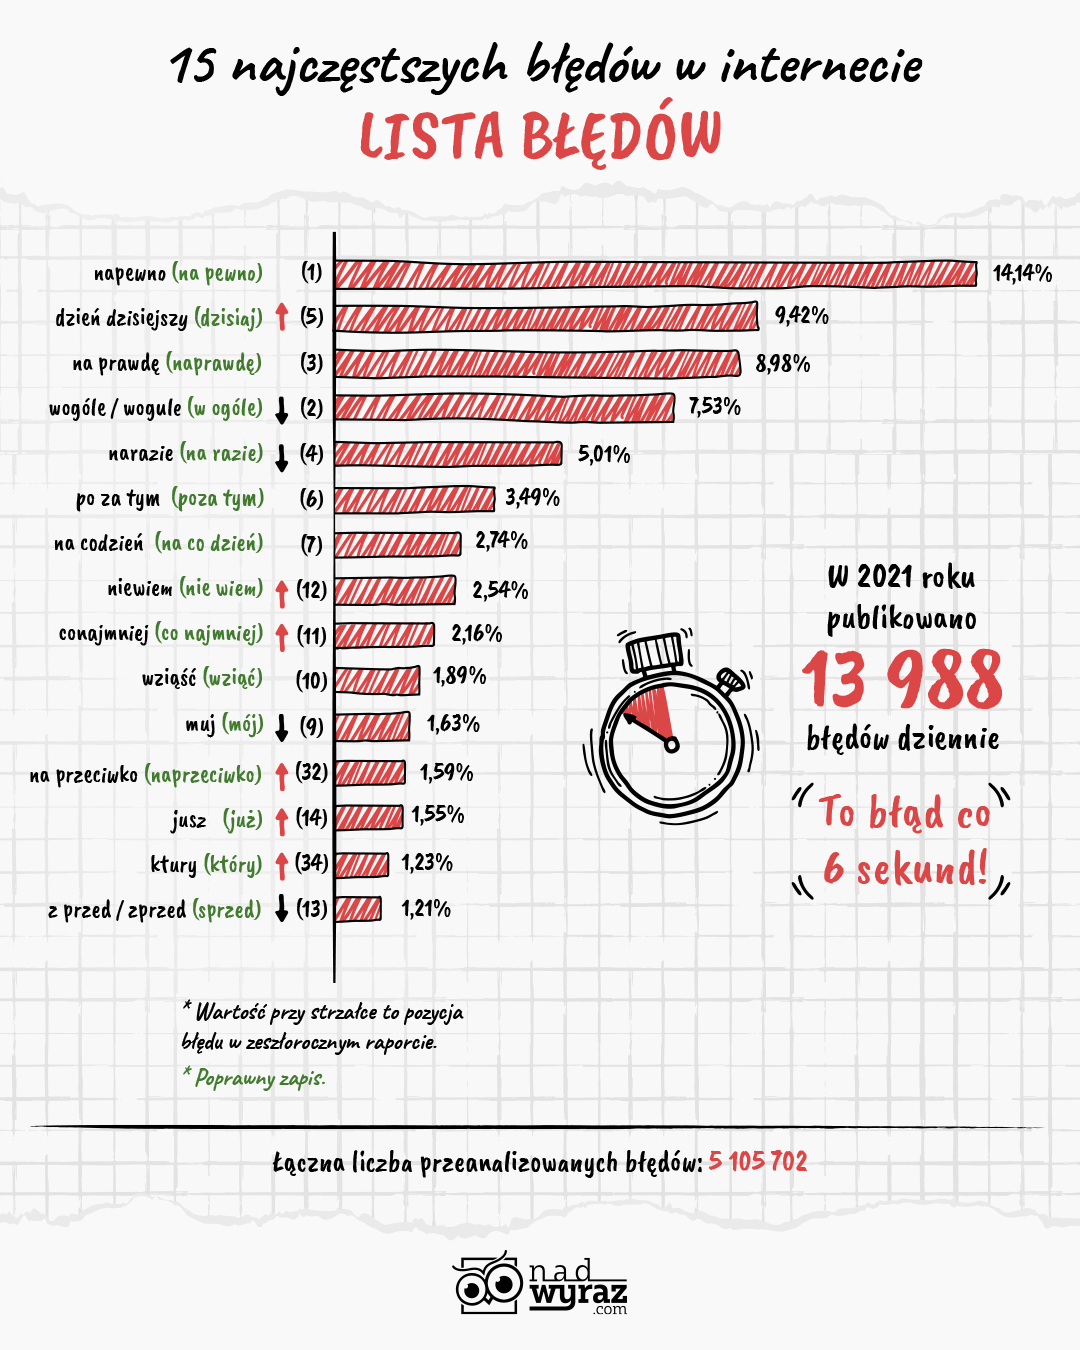 15 najczęstszych błędów w internecie
LISTA BŁĘDÓW
napewno (na pewno) (1) 14,14%
dzień dzisiejszy (dzisiaj) (5) 9,42%
na prawdę (naprawdę) (3) 8,98%
wogóle / wogule (w ogóle) (2) 7,53%
narazie (na razie) (4) 5,01%
po za tym (poza tym) (6) 3,49%
na codzień (na co dzień) (7) 2,74%
niewiem (nie wiem) (12) 2,54%
conajmniej (co najmniej) (11) 2,16%
wziąść (wziąć) (10) 1,89%
muj (mój) (9) 1,63%
na przeciwko (naprzeciwko) (32) 1,59%
jusz (już) (14) 1,55%
ktury (który) (34) 1,23%
z przed / zprzed (sprzed) (13) 1,21%
W 2021 roku
publikowano
13 988
błędów dziennie
To błąd co
6 sekund!
* Wartość przy strzałce to pozycja
błędu w zeszłorocznym raporcie.
* Poprawny zapis.
Łączna liczba przeanalizowanych błędów: 5 105 702
nad
wyraz
.com